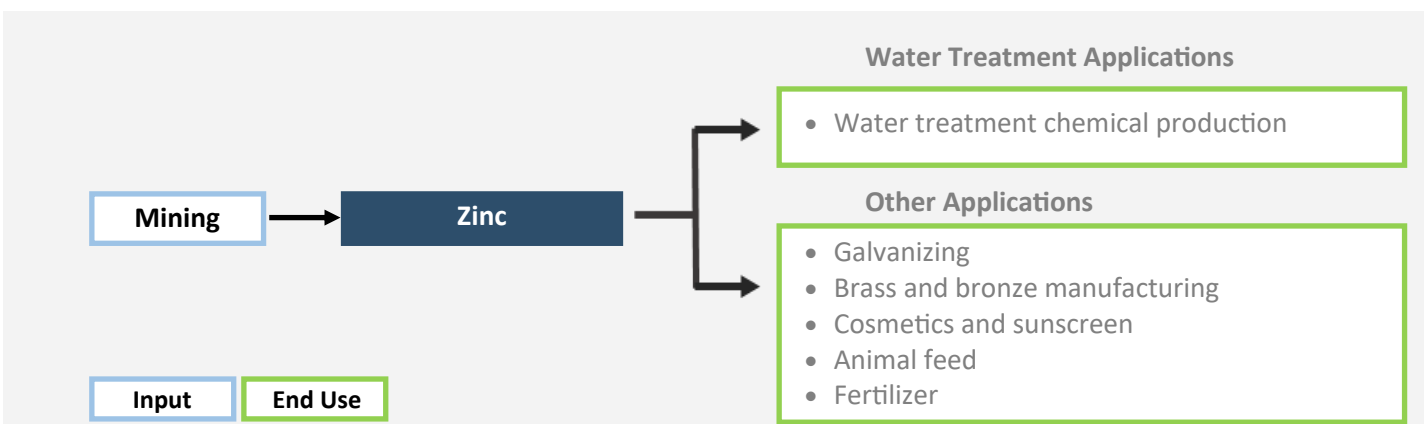 Water Treatment Applications
• Water treatment chemical production
Mining
Zinc
Other Applications
• Galvanizing
• Brass and bronze manufacturing
• Cosmetics and sunscreen
• Animal feed
• Fertilizer
Input
End Use